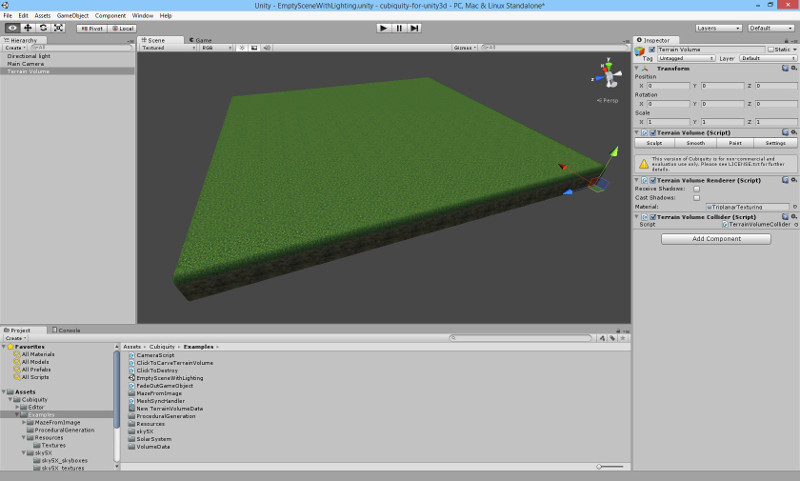 Unity - EmptySceneWithLighting.unity - cubiquity-for-unity3d - PC, Mac & Linux Standalone*
File Edit Assets GameObject Component Window Help
Pivot Local Layers Default
Hierarchy
Create
Directional light
Main Camera
Terrain Volume
Scene Game
Textured RGB Gizmos
Persp
Inspector
Terrain Volume Static
Tag Untagged Layer Default
Transform
Position
X 0 Y 0 Z 0
Rotation
X 0 Y 0 Z 0
Scale
X 1 Y 1 Z 1
Terrain Volume (Script)
Sculpt Smooth Paint Settings
This version of Cubiquity is for non-commercial and
evaluation use only. Please see LICENSE.txt for further
details.
Terrain Volume Renderer (Script)
Receive Shadows:
Cast Shadows:
Material: TriplanarTexturing
Terrain Volume Collider (Script)
Script TerrainVolumeCollider
Add Component
Project Console
Create
Favorites
All Materials
All Models
All Prefabs
All Scripts
Assets
Cubiquity
Editor
Examples
MazeFromImage
ProceduralGeneration
Resources
Textures
sky5X
sky5X_skyboxes
sky5X_textures
Assets Cubiquity Examples
CameraScript
ClickToCarveTerrainVolume
ClickToDestroy
EmptySceneWithLighting
FadeOutGameObject
MazeFromImage
MeshSyncHandler
New TerrainVolumeData
ProceduralGeneration
Resources
sky5X
SolarSystem
VolumeData